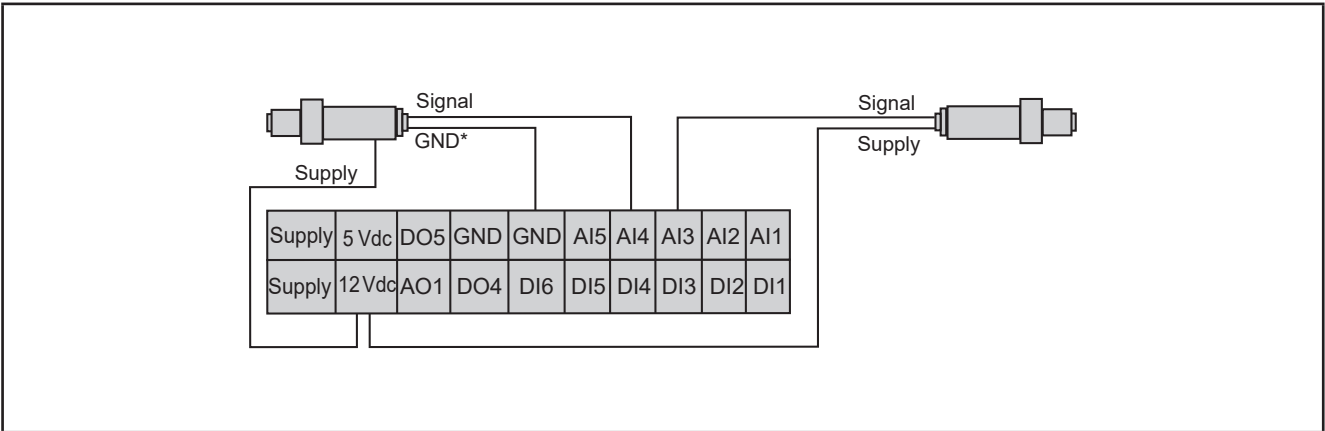 Signal
GND*
Supply
Signal
Supply
Supply 5 Vdc DO5 GND GND AI5 AI4 AI3 AI2 AI1
Supply 12 Vdc AO1 DO4 DI6 DI5 DI4 DI3 DI2 DI1